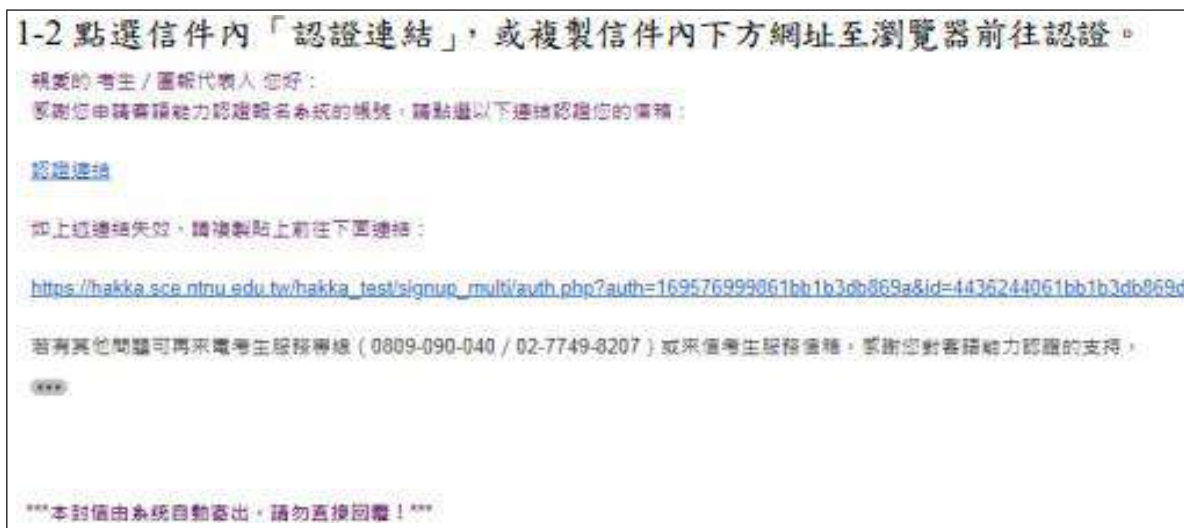 1-2 點選信件內「認證連結」，或複製信件內下方網址至瀏覽器前往認證。
親愛的 考生 / 團報代表人 您好：
感謝您申請客語能力認證報名系統的帳號，請點選以下連結認證您的信箱：
認證連結
如上述連結失效，請複製貼上前往下面連結：
https://hakka.sce.ntnu.edu.tw/hakka_test/signup_multi/auth.php?auth=169576999861bb1b3db869a&id=4436244061bb1b3db869d
若有其他問題可再來電考生服務專線（0809-090-040 / 02-7749-8207）或來信考生服務信箱，感謝您對客語能力認證的支持，
***本封信由系統自動寄出，請勿直接回覆！***